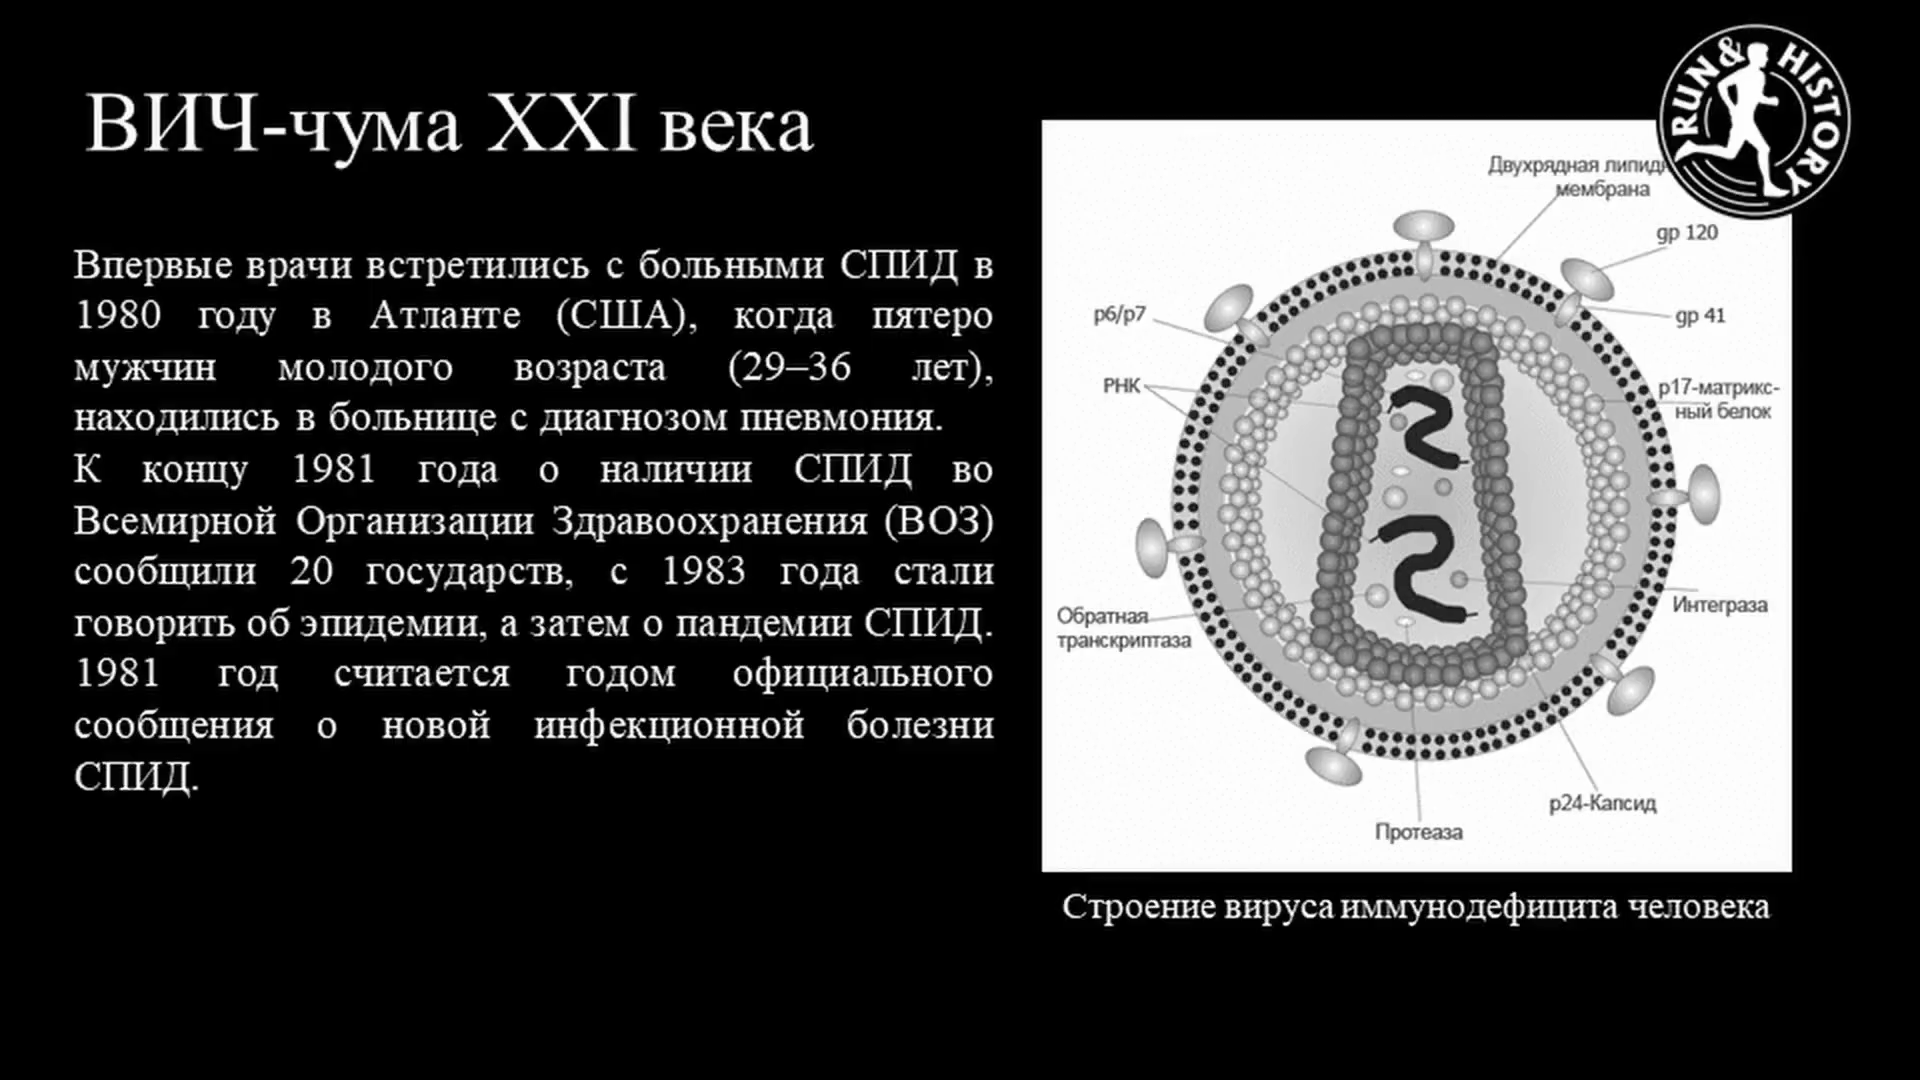 ВИЧ-чума XXI века
Впервые врачи встретились с больными СПИД в
1980 году в Атланте (США), когда пятеро
мужчин молодого возраста (29–36 лет),
находились в больнице с диагнозом пневмония.
К концу 1981 года о наличии СПИД во
Всемирной Организации Здравоохранения (ВОЗ)
сообщили 20 государств, с 1983 года стали
говорить об эпидемии, а затем о пандемии СПИД.
1981 год считается годом официального
сообщения о новой инфекционной болезни
СПИД.
RUN & HISTORY
Двухрядная
мембрана
gp 120
gp 41
p6/p7
РНК
p17-матрикс-
ный белок
Обратная
транскриптаза
Интеграза
p24-Капсид
Протеаза
Строение вируса иммунодефицита человека